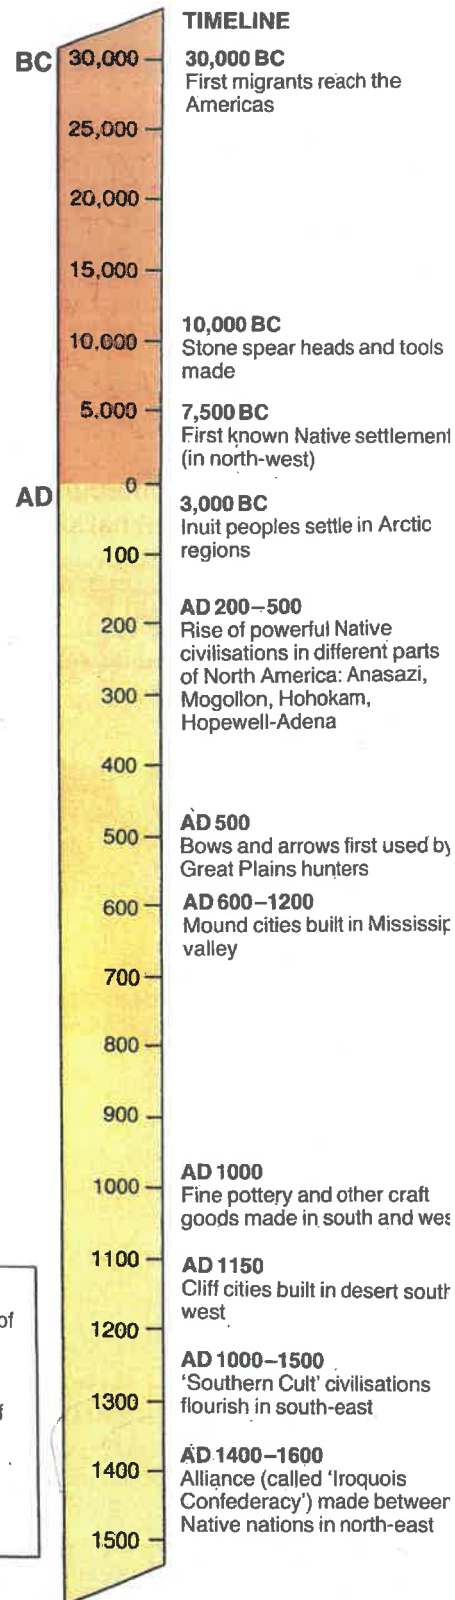 TIMELINE
BC
30,000
25,000
20,000
15,000
10,000
5,000
0
AD
100
200
300
400
500
600
700
800
900
1000
1100
1200
1300
1400
1500
30,000 BC
First migrants reach the
Americas
10,000 BC
Stone spear heads and tools
made
7,500 BC
First known Native settlement
(in north-west)
3,000 BC
Inuit peoples settle in Arctic
regions
AD 200–500
Rise of powerful Native
civilisations in different parts
of North America: Anasazi,
Mogollon, Hohokam,
Hopewell-Adena
AD 500
Bows and arrows first used by
Great Plains hunters
AD 600–1200
Mound cities built in Mississip
valley
AD 1000
Fine pottery and other craft
goods made in south and wes
AD 1150
Cliff cities built in desert south
west
AD 1000–1500
‘Southern Cult’ civilisations
flourish in south-east
AD 1400–1600
Alliance (called ‘Iroquois
Confederacy’) made between
Native nations in north-east
of